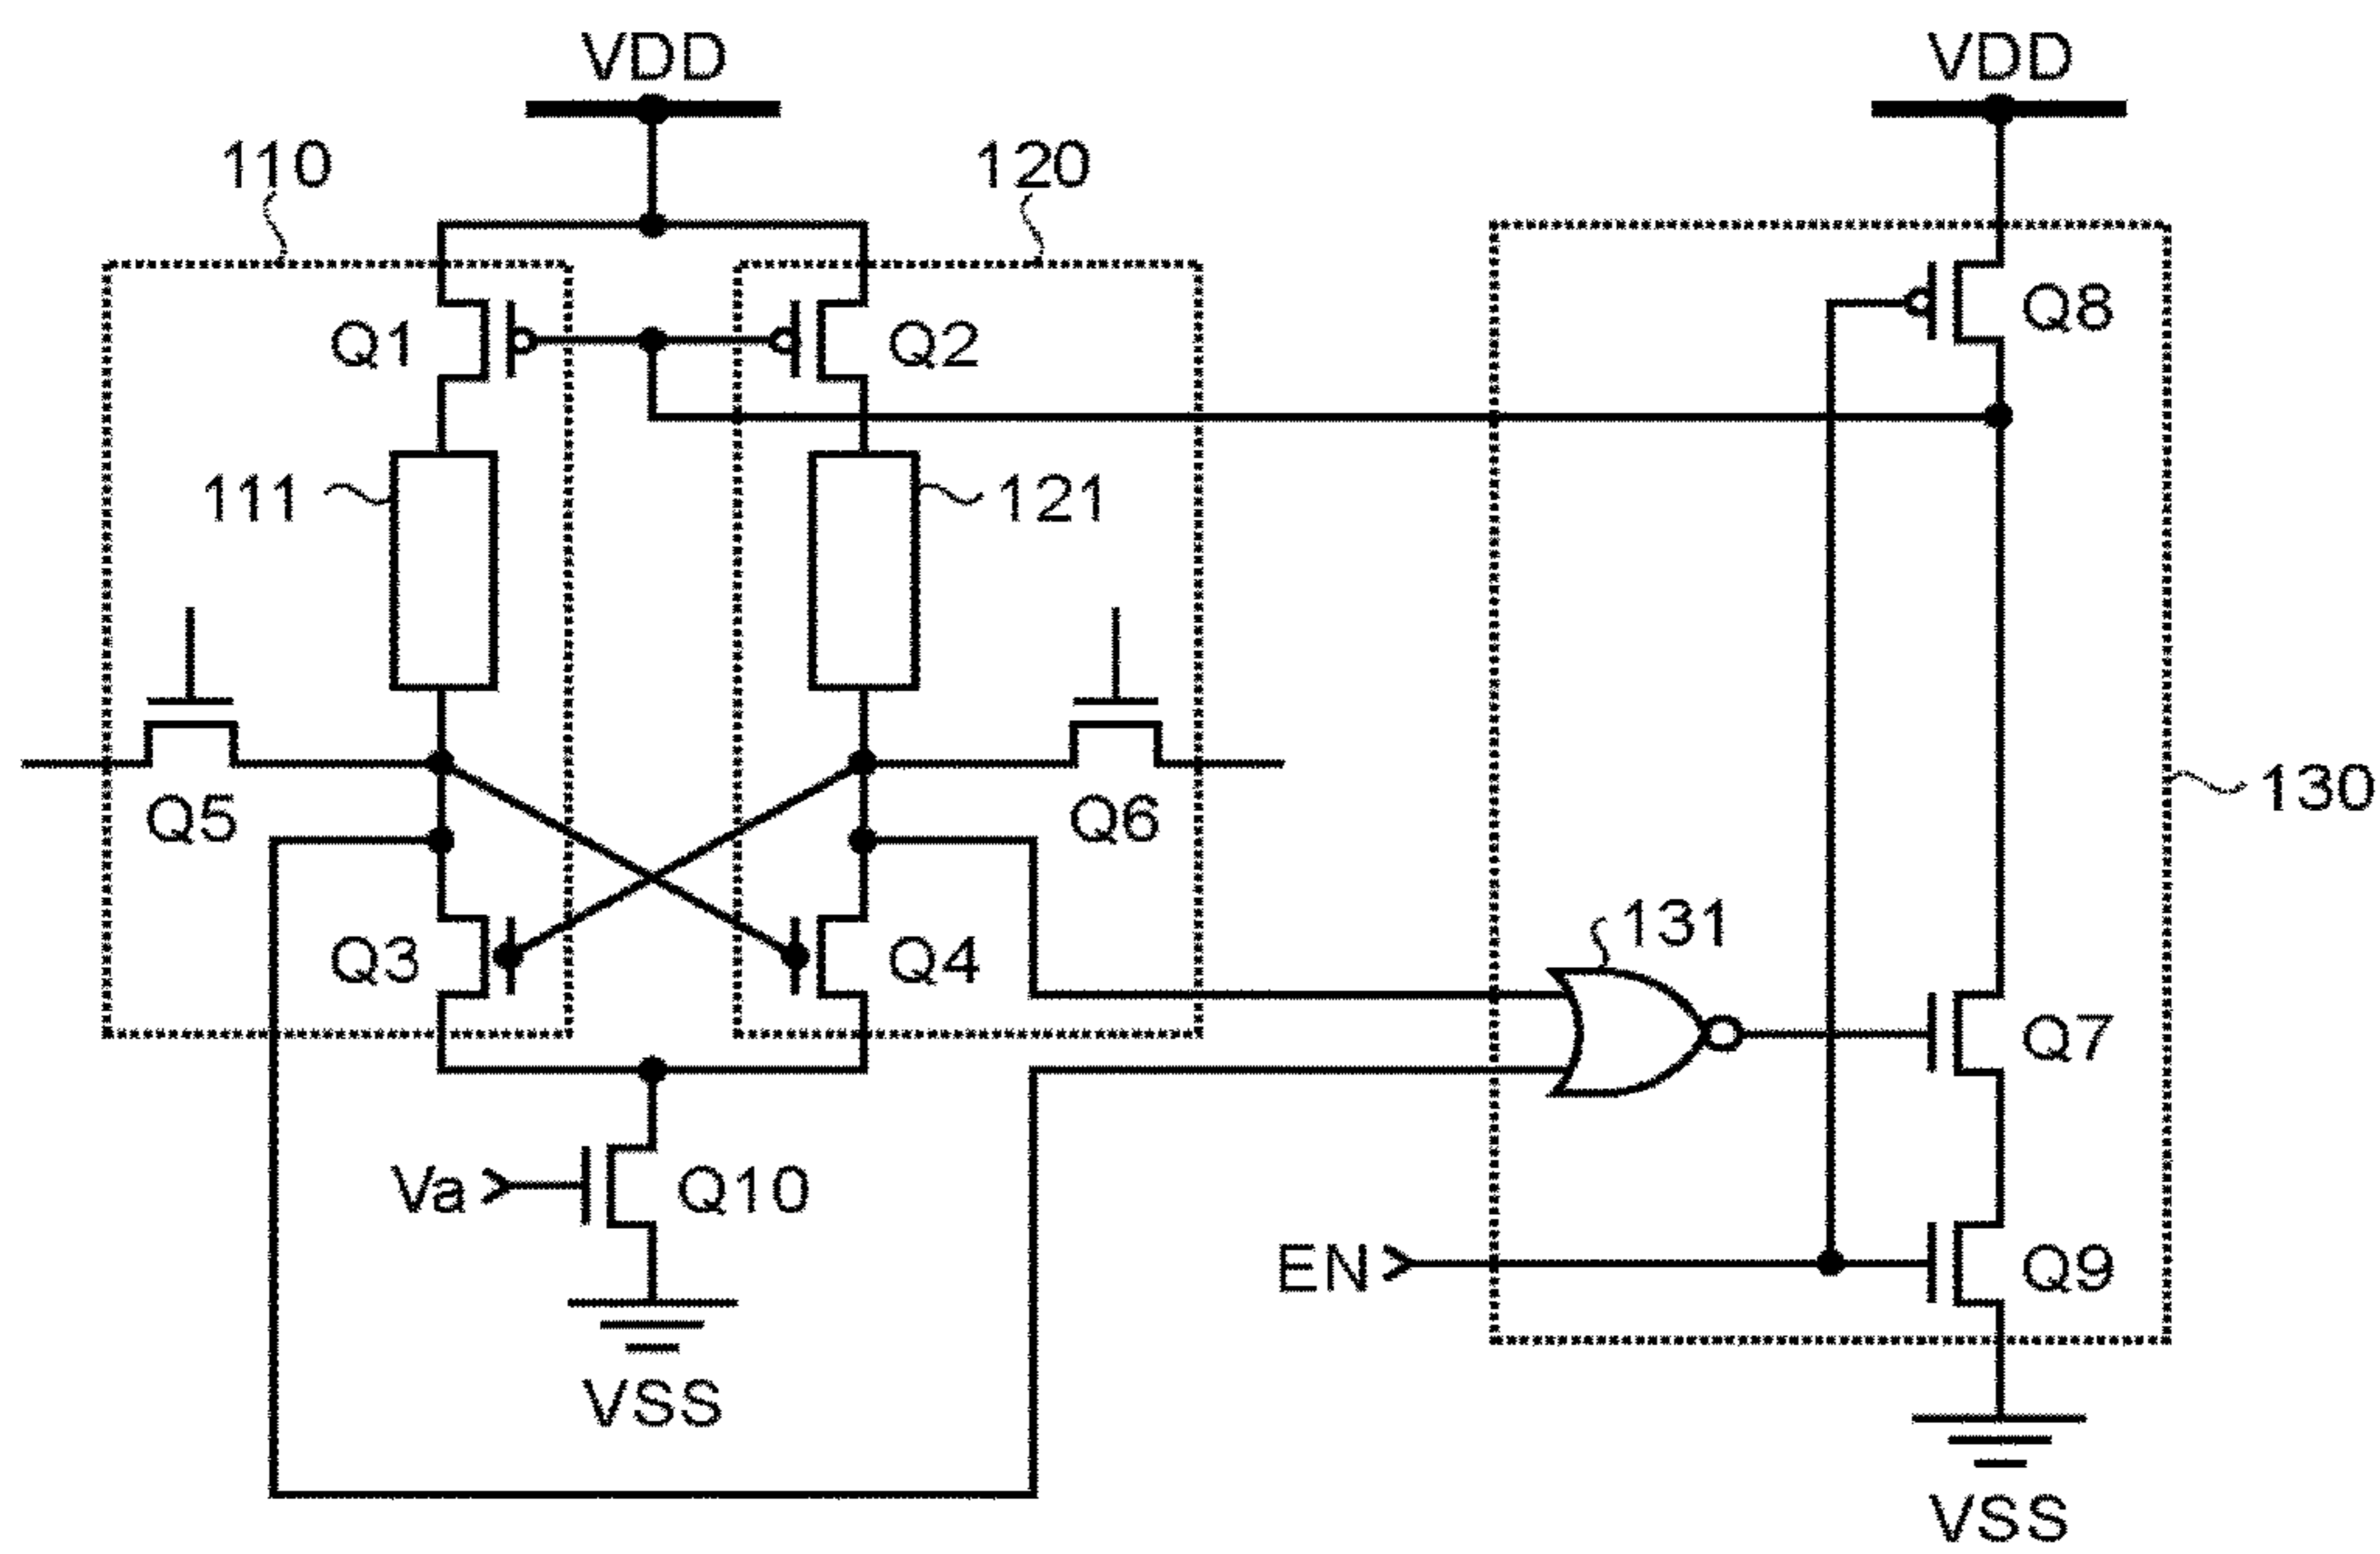 VDD VDD
110 120
Q1 Q2 Q8
111 121
Q5 Q6 130
131
Q3 Q4
Q7
Va Q10
EN Q9
VSS
VSS